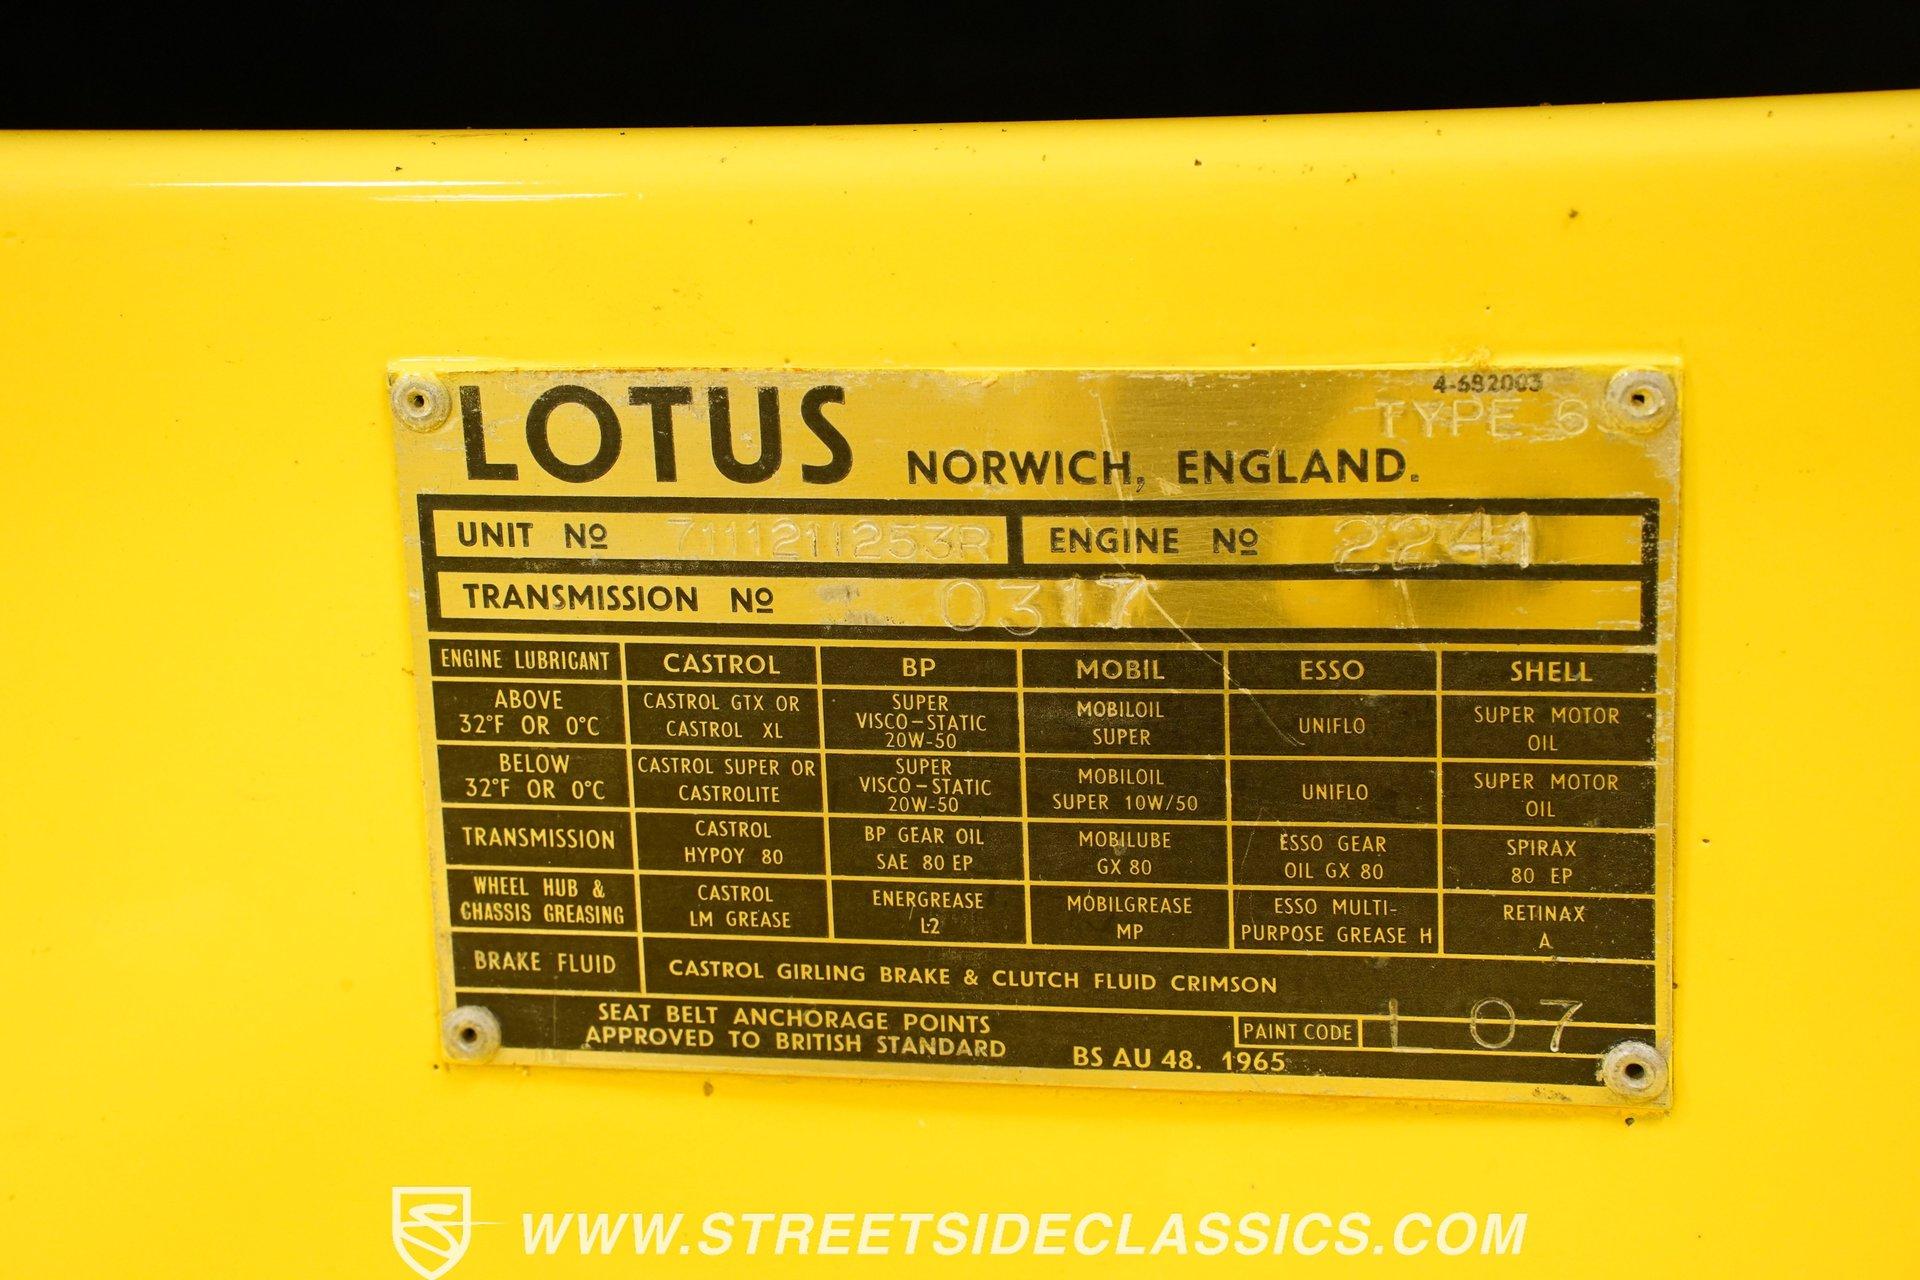 4-692003
LOTUS NORWICH, ENGLAND. TYPE 6
UNIT No 7111211253R ENGINE No 2241
TRANSMISSION No 0317
ENGINE LUBRICANT CASTROL BP MOBIL ESSO SHELL
ABOVE
32°F OR 0°C
CASTROL GTX OR
CASTROL XL
SUPER
VISCO-STATIC
20W-50
MOBILOIL
SUPER
UNIFLO
SUPER MOTOR
OIL
BELOW
32°F OR 0°C
CASTROL SUPER OR
CASTROLITE
SUPER
VISCO-STATIC
20W-50
MOBILOIL
SUPER 10W/50
UNIFLO
SUPER MOTOR
OIL
TRANSMISSION
CASTROL
HYPOY 80
BP GEAR OIL
SAE 80 EP
MOBILUBE
GX 80
ESSO GEAR
OIL GX 80
SPIRAX
80 EP
WHEEL HUB &
CHASSIS GREASING
CASTROL
LM GREASE
ENERGREASE
L2
MOBILGREASE
MP
ESSO MULTI-
PURPOSE GREASE H
RETINAX
A
BRAKE FLUID CASTROL GIRLING BRAKE & CLUTCH FLUID CRIMSON
SEAT BELT ANCHORAGE POINTS
APPROVED TO BRITISH STANDARD BS AU 48. 1965
PAINT CODE L 07
WWW.STREETSIDECLASSICS.COM